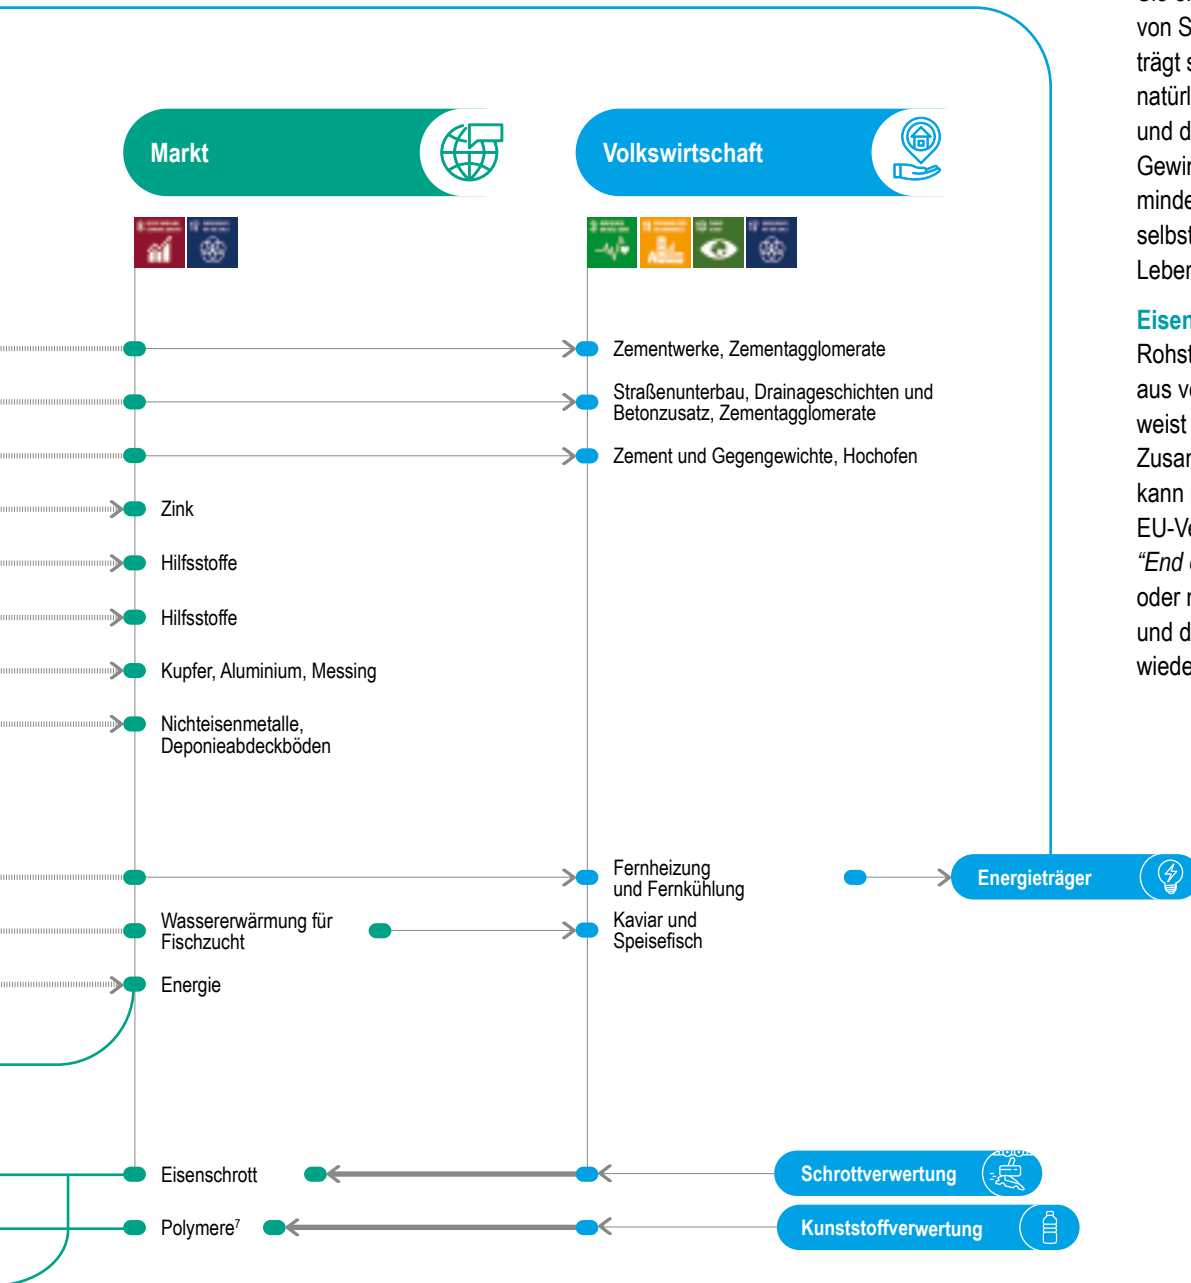 Markt
Volkswirtschaft
Zementwerke, Zementagglomerate
Straßenunterbau, Drainageschichten und
Betonzusatz, Zementagglomerate
Zement und Gegengewichte, Hochofen
Zink
Hilfsstoffe
Hilfsstoffe
Kupfer, Aluminium, Messing
Nichteisenmetalle,
Deponieabdeckböden
Fernheizung
und Fernkühlung
Energieträger
Wassererwärmung für
Fischzucht
Kaviar und
Speisefisch
Energie
Eisenschrott
Schrottverwertung
Polymere⁷
Kunststoffverwertung
von S
trägt s
natürl
und d
Gewin
minde
selbst
Leber
Eisen
Rohst
aus v
weist
Zusar
kann
EU-Ve
“End
oder r
und d
wiede